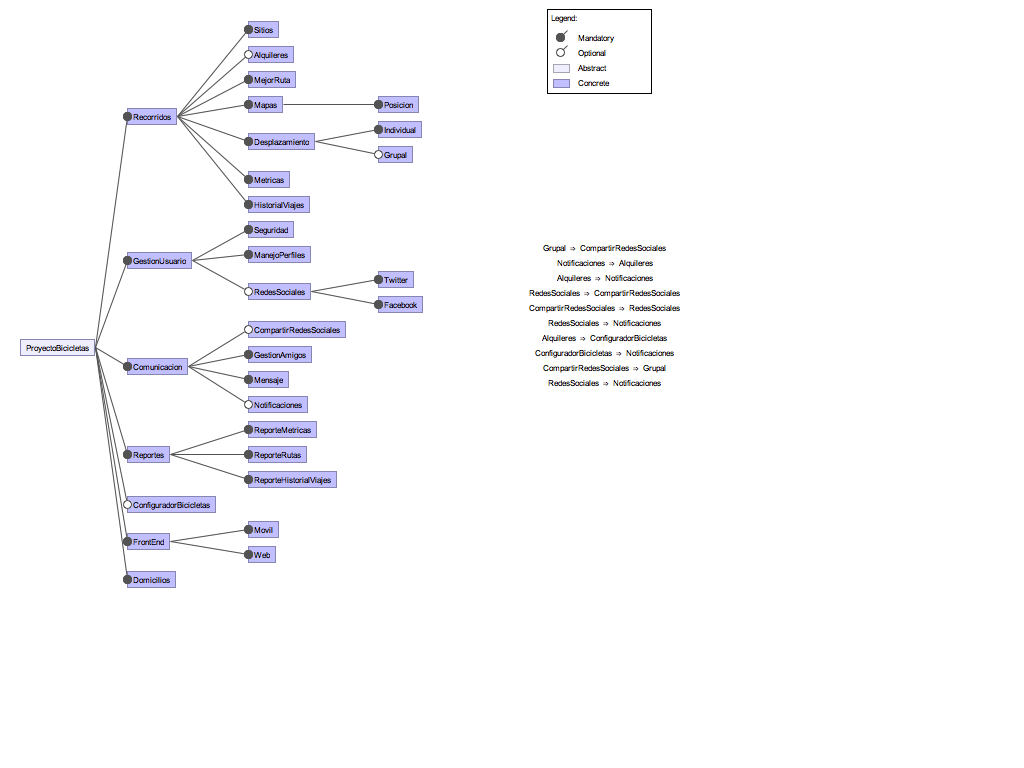 Legend:
Mandatory
Optional
Abstract
Concrete
ProyectoBicicletas
Recorridos
Sitios
Alquileres
MejorRuta
Mapas
Posicion
Desplazamiento
Individual
Grupal
Metricas
HistorialViajes
GestionUsuario
Seguridad
ManejoPerfiles
RedesSociales
Twitter
Facebook
Comunicacion
CompartirRedesSociales
GestionAmigos
Mensaje
Notificaciones
Reportes
ReporteMetricas
ReporteRutas
ReporteHistorialViajes
ConfiguradorBicicletas
FrontEnd
Movil
Web
Domicilios
Grupal ⇒ CompartirRedesSociales
Notificaciones ⇒ Alquileres
Alquileres ⇒ Notificaciones
RedesSociales ⇒ CompartirRedesSociales
CompartirRedesSociales ⇒ RedesSociales
RedesSociales ⇒ Notificaciones
Alquileres ⇒ ConfiguradorBicicletas
ConfiguradorBicicletas ⇒ Notificaciones
CompartirRedesSociales ⇒ Grupal
RedesSociales ⇒ Notificaciones